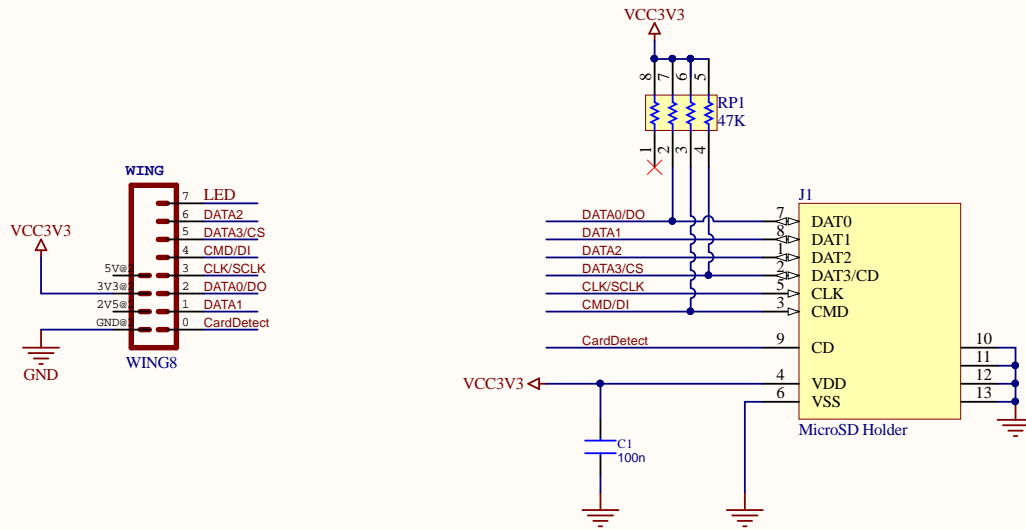 VCC3V3
8 7 6 5
RP1
47K
1 2 3 4
WING
7 LED
6 DATA2
5 DATA3/CS
4 CMD/DI
5V@2 3 CLK/SCLK
3V3@2 2 DATA0/DO
2V5@2 1 DATA1
GND@2 0 CardDetect
WING8
VCC3V3
GND
J1
DATA0/DO 7 DAT0
DATA1 8 DAT1
DATA2 1 DAT2
DATA3/CS 2 DAT3/CD
CLK/SCLK 5 CLK
CMD/DI 3 CMD
CardDetect 9 CD 10
11
VCC3V3 4 VDD 12
6 VSS 13
MicroSD Holder
C1
100n